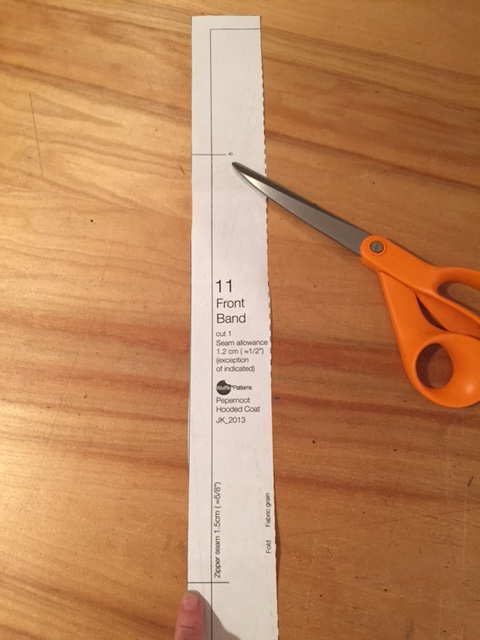 11
Front
Band
cut 1
Seam allowance
1.2 cm ( ≈1/2")
(exception
of indicated)
Waffle Patterns
Pepernoot
Hooded Coat
JK_2013
Zipper seam 1.5cm ( ≈5/8")
Fold Fabric grain